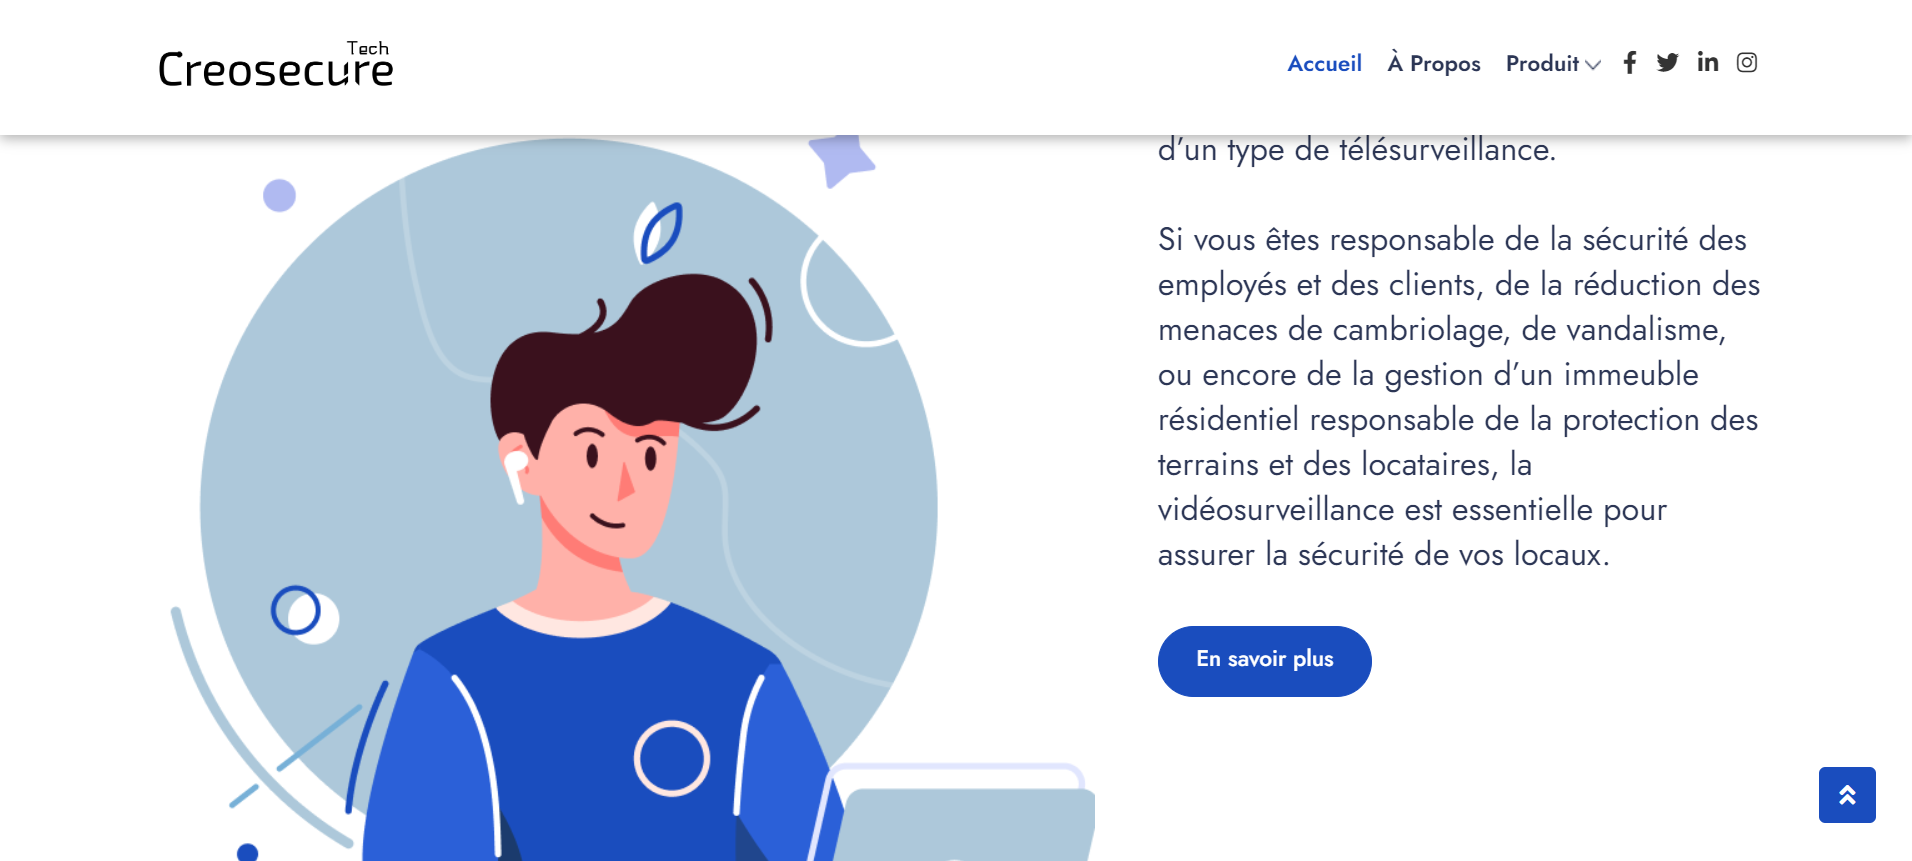 Creosecure
Tech
Accueil
À Propos
Produit
d’un type de télésurveillance.
Si vous êtes responsable de la sécurité des
employés et des clients, de la réduction des
menaces de cambriolage, de vandalisme,
ou encore de la gestion d’un immeuble
résidentiel responsable de la protection des
terrains et des locataires, la
vidéosurveillance est essentielle pour
assurer la sécurité de vos locaux.
En savoir plus